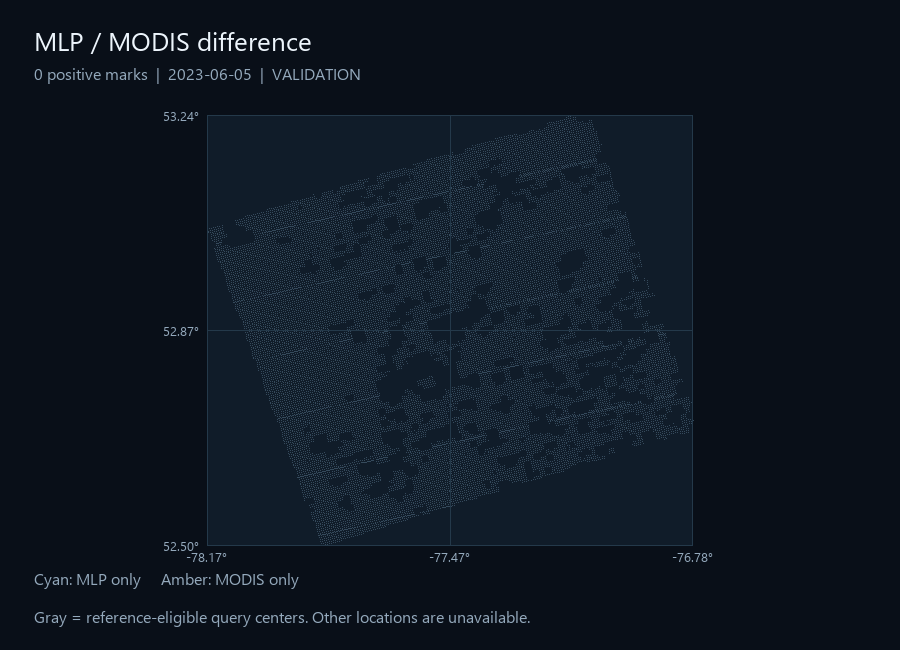 MLP / MODIS difference
0 positive marks | 2023-06-05 | VALIDATION
53.24°
52.87°
52.50°
-78.17° -77.47° -76.78°
Cyan: MLP only Amber: MODIS only
Gray = reference-eligible query centers. Other locations are unavailable.